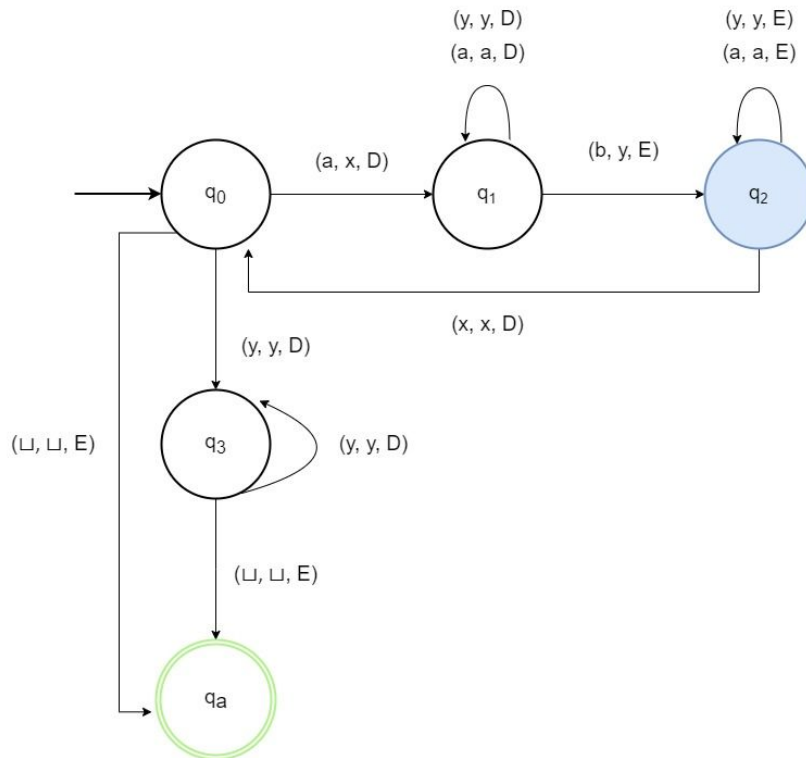 (y, y, D)
(a, a, D)
(y, y, E)
(a, a, E)
(a, x, D)
(b, y, E)
q₀
q₁
q₂
(x, x, D)
(y, y, D)
(⊔, ⊔, E)
q₃
(y, y, D)
(⊔, ⊔, E)
qₐ